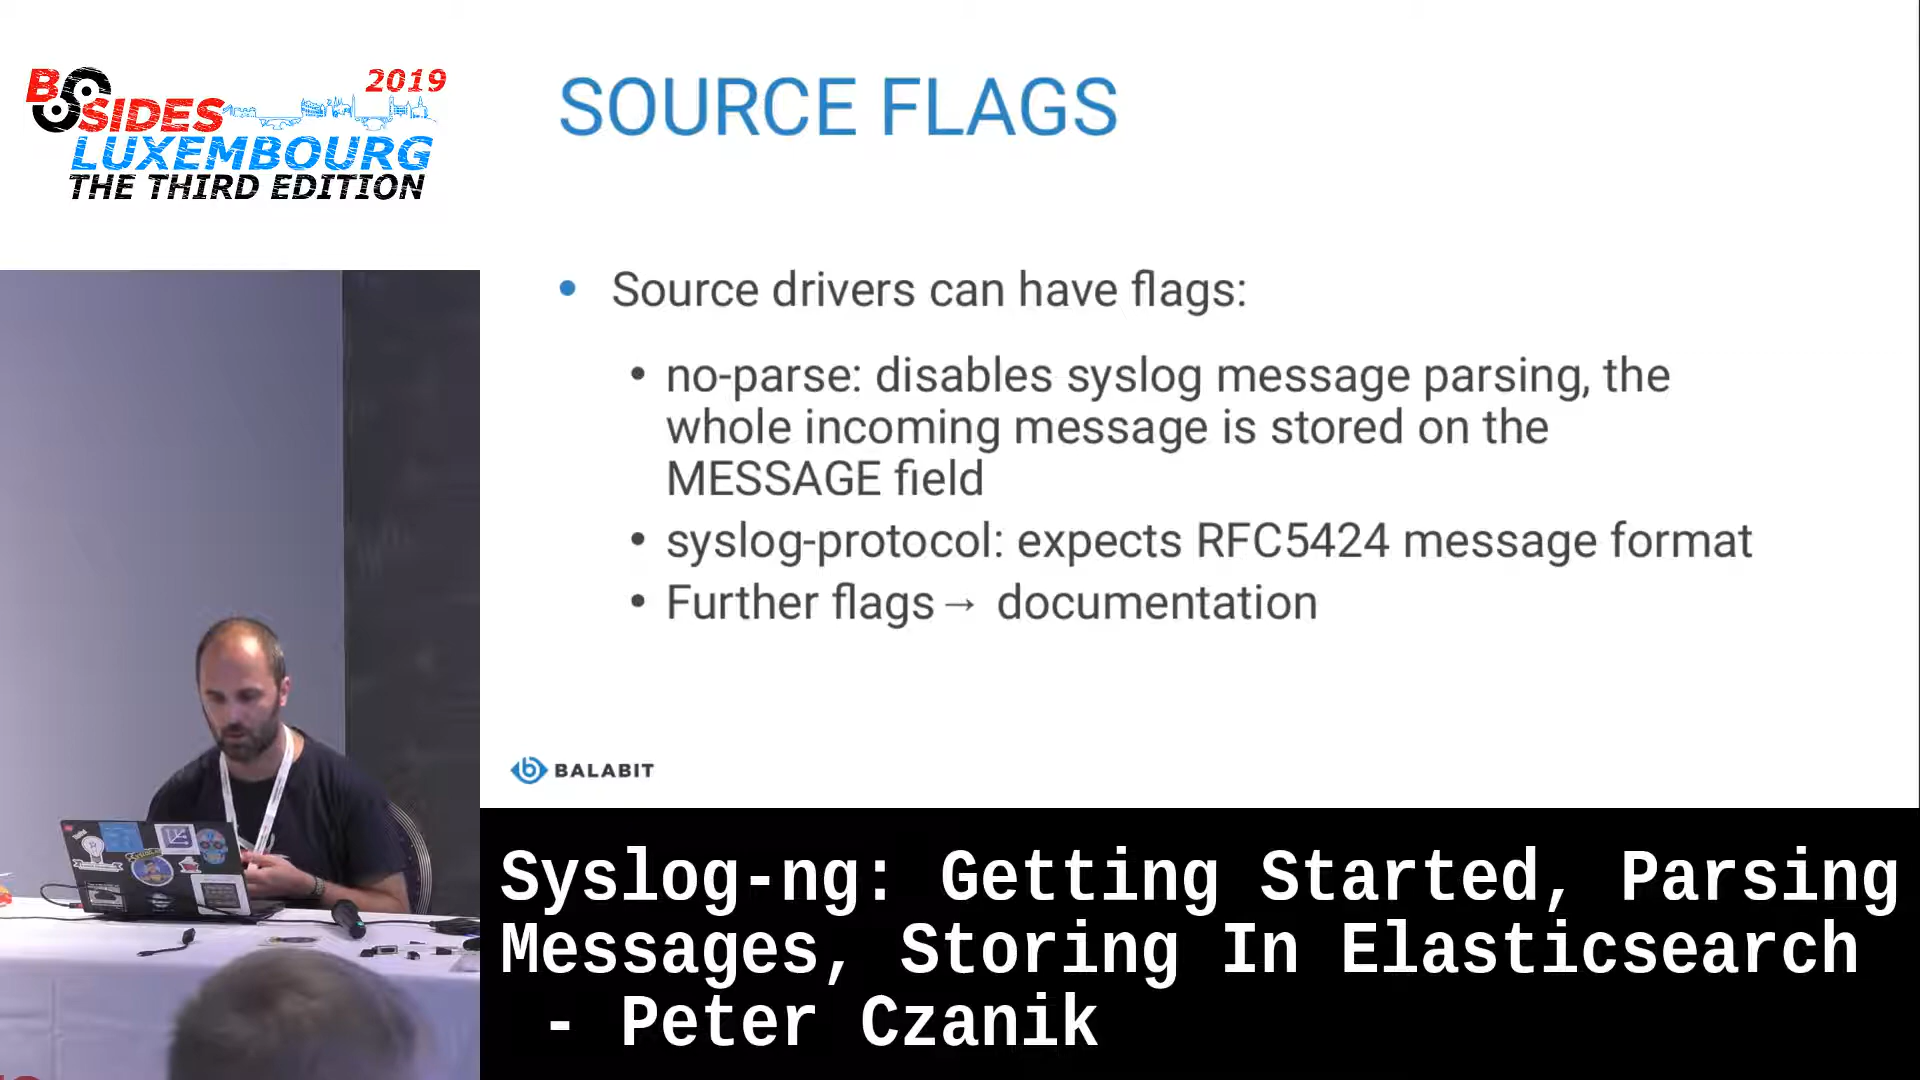 BSIDES 2019
LUXEMBOURG
THE THIRD EDITION
SOURCE FLAGS
• Source drivers can have flags:
• no-parse: disables syslog message parsing, the
whole incoming message is stored on the
MESSAGE field
• syslog-protocol: expects RFC5424 message format
• Further flags→ documentation
BALABIT
Syslog-ng: Getting Started, Parsing
Messages, Storing In Elasticsearch
- Peter Czanik